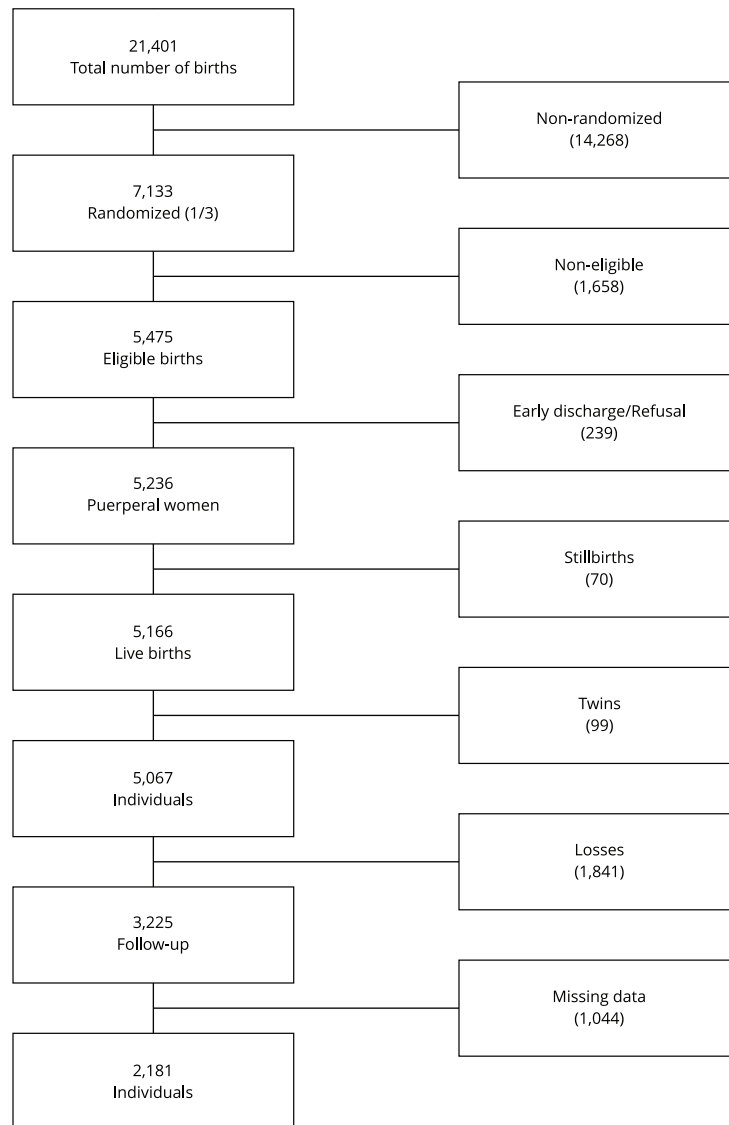 21,401
Total number of births
Non-randomized
(14,268)
7,133
Randomized (1/3)
Non-eligible
(1,658)
5,475
Eligible births
Early discharge/Refusal
(239)
5,236
Puerperal women
Stillbirths
(70)
5,166
Live births
Twins
(99)
5,067
Individuals
Losses
(1,841)
3,225
Follow-up
Missing data
(1,044)
2,181
Individuals